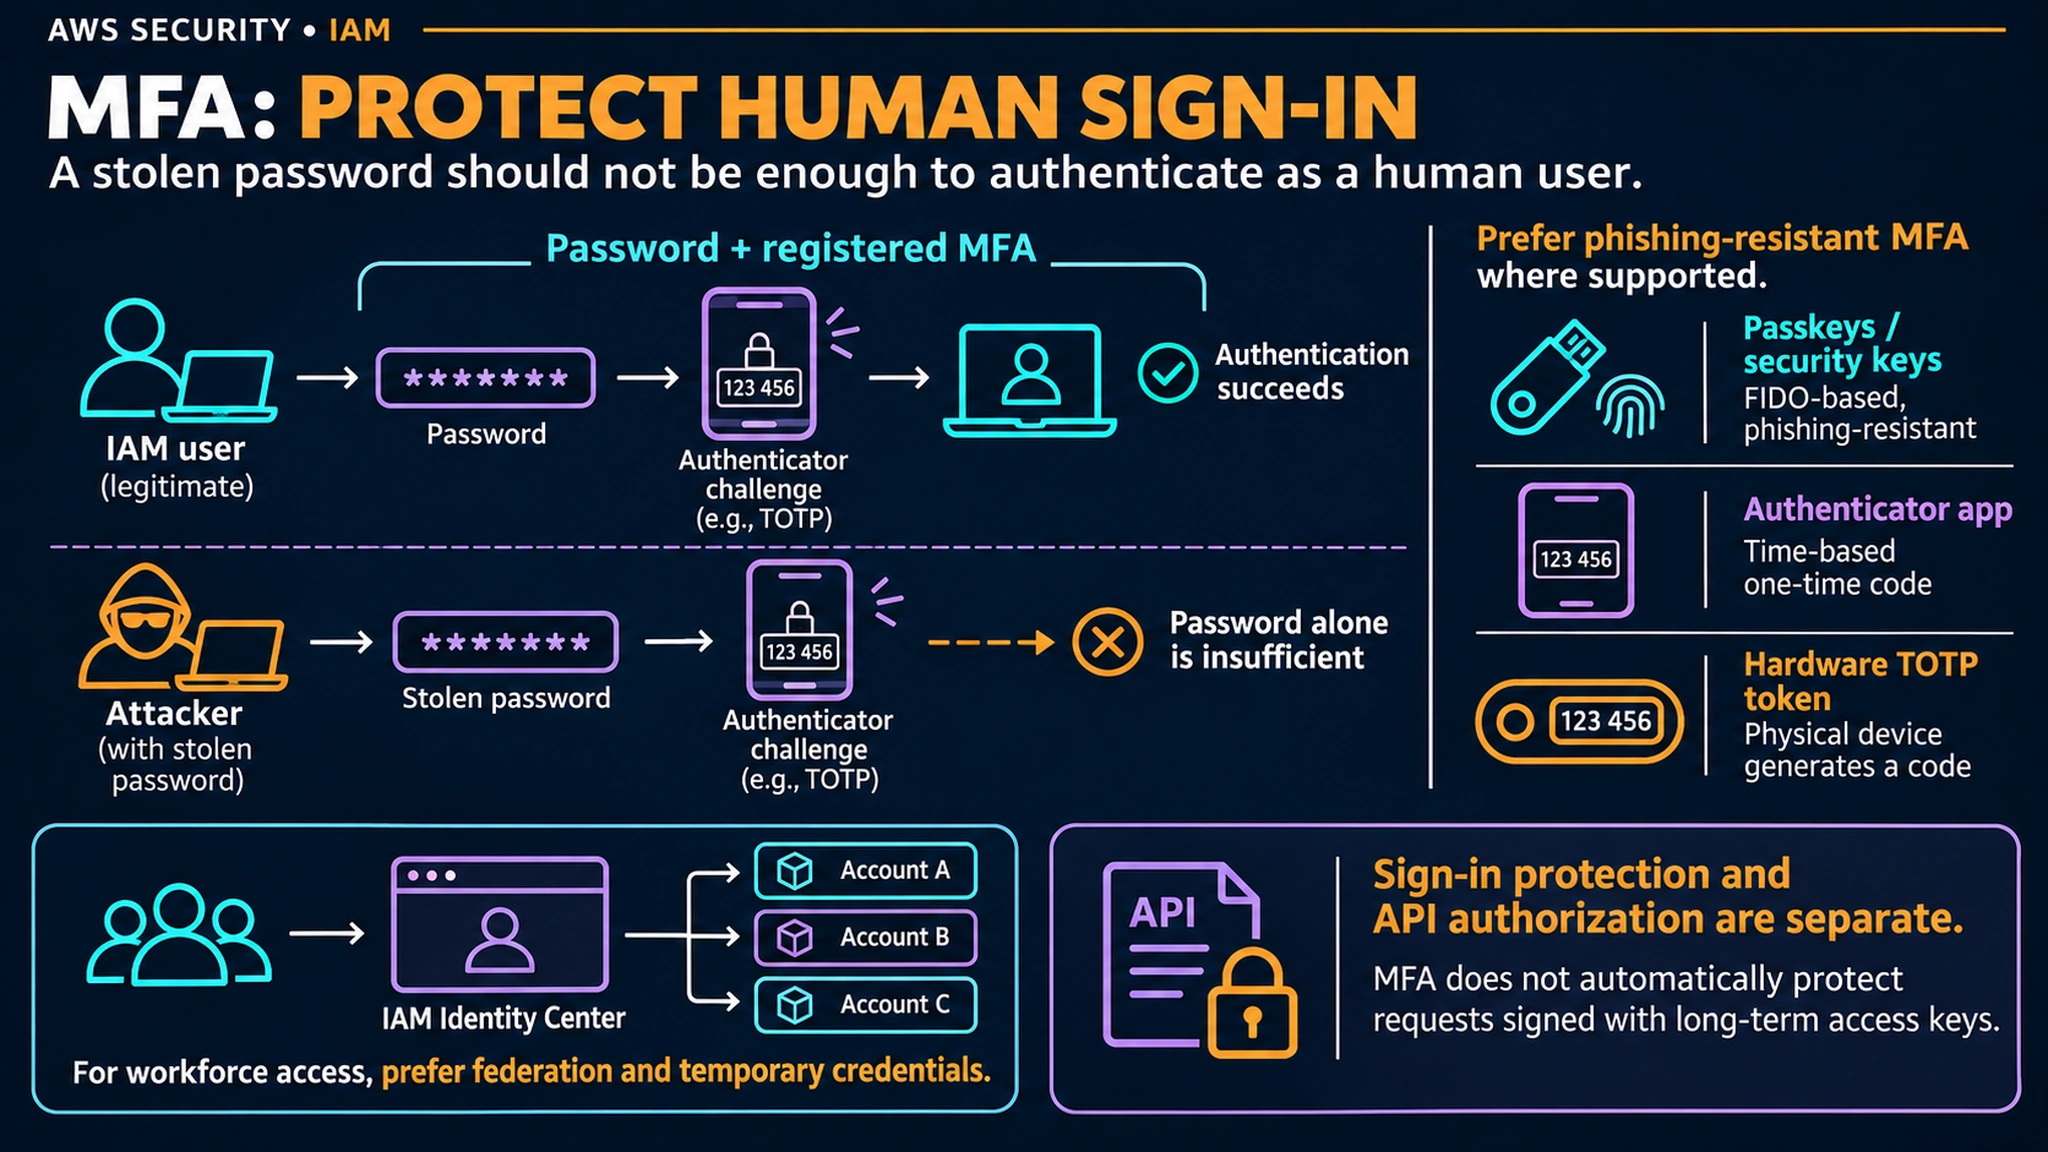 AWS SECURITY • IAM
MFA: PROTECT HUMAN SIGN-IN
A stolen password should not be enough to authenticate as a human user.
Password + registered MFA
*******
123 456
Authentication
succeeds
IAM user
(legitimate)
Password
Authenticator
challenge
(e.g., TOTP)
*******
123 456
Password alone
is insufficient
Attacker
(with stolen
password)
Stolen password
Authenticator
challenge
(e.g., TOTP)
Prefer phishing-resistant MFA
where supported.
Passkeys /
security keys
FIDO-based,
phishing-resistant
123 456
Authenticator app
Time-based
one-time code
123 456
Hardware TOTP
token
Physical device
generates a code
IAM Identity Center
Account A
Account B
Account C
For workforce access, prefer federation and temporary credentials.
API
Sign-in protection and
API authorization are separate.
MFA does not automatically protect
requests signed with long-term access keys.